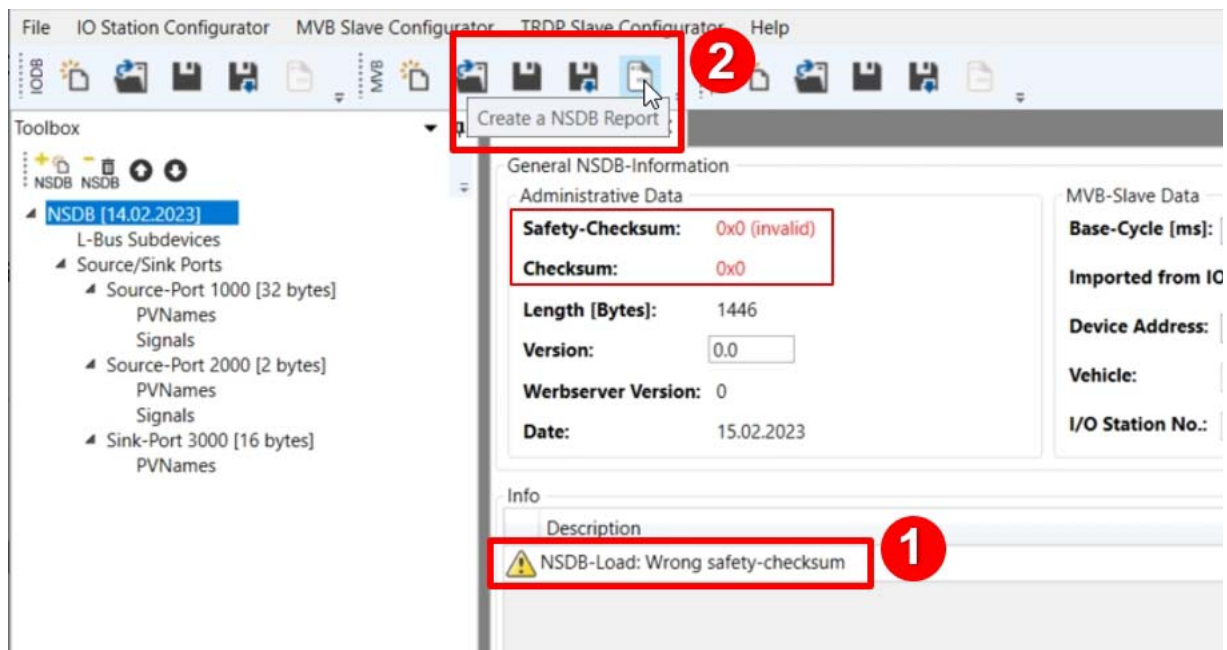 File IO Station Configurator MVB Slave Configurator TRDP Slave Configurator Help
IODB MVB
2
Create a NSDB Report
Toolbox
NSDB NSDB
NSDB [14.02.2023]
L-Bus Subdevices
Source/Sink Ports
Source-Port 1000 [32 bytes]
PVNames
Signals
Source-Port 2000 [2 bytes]
PVNames
Signals
Sink-Port 3000 [16 bytes]
PVNames
General NSDB-Information
Administrative Data
Safety-Checksum: 0x0 (invalid)
Checksum: 0x0
Length [Bytes]: 1446
Version: 0.0
Werbserver Version: 0
Date: 15.02.2023
MVB-Slave Data
Base-Cycle [ms]:
Imported from IO
Device Address:
Vehicle:
I/O Station No.:
Info
Description
NSDB-Load: Wrong safety-checksum
1